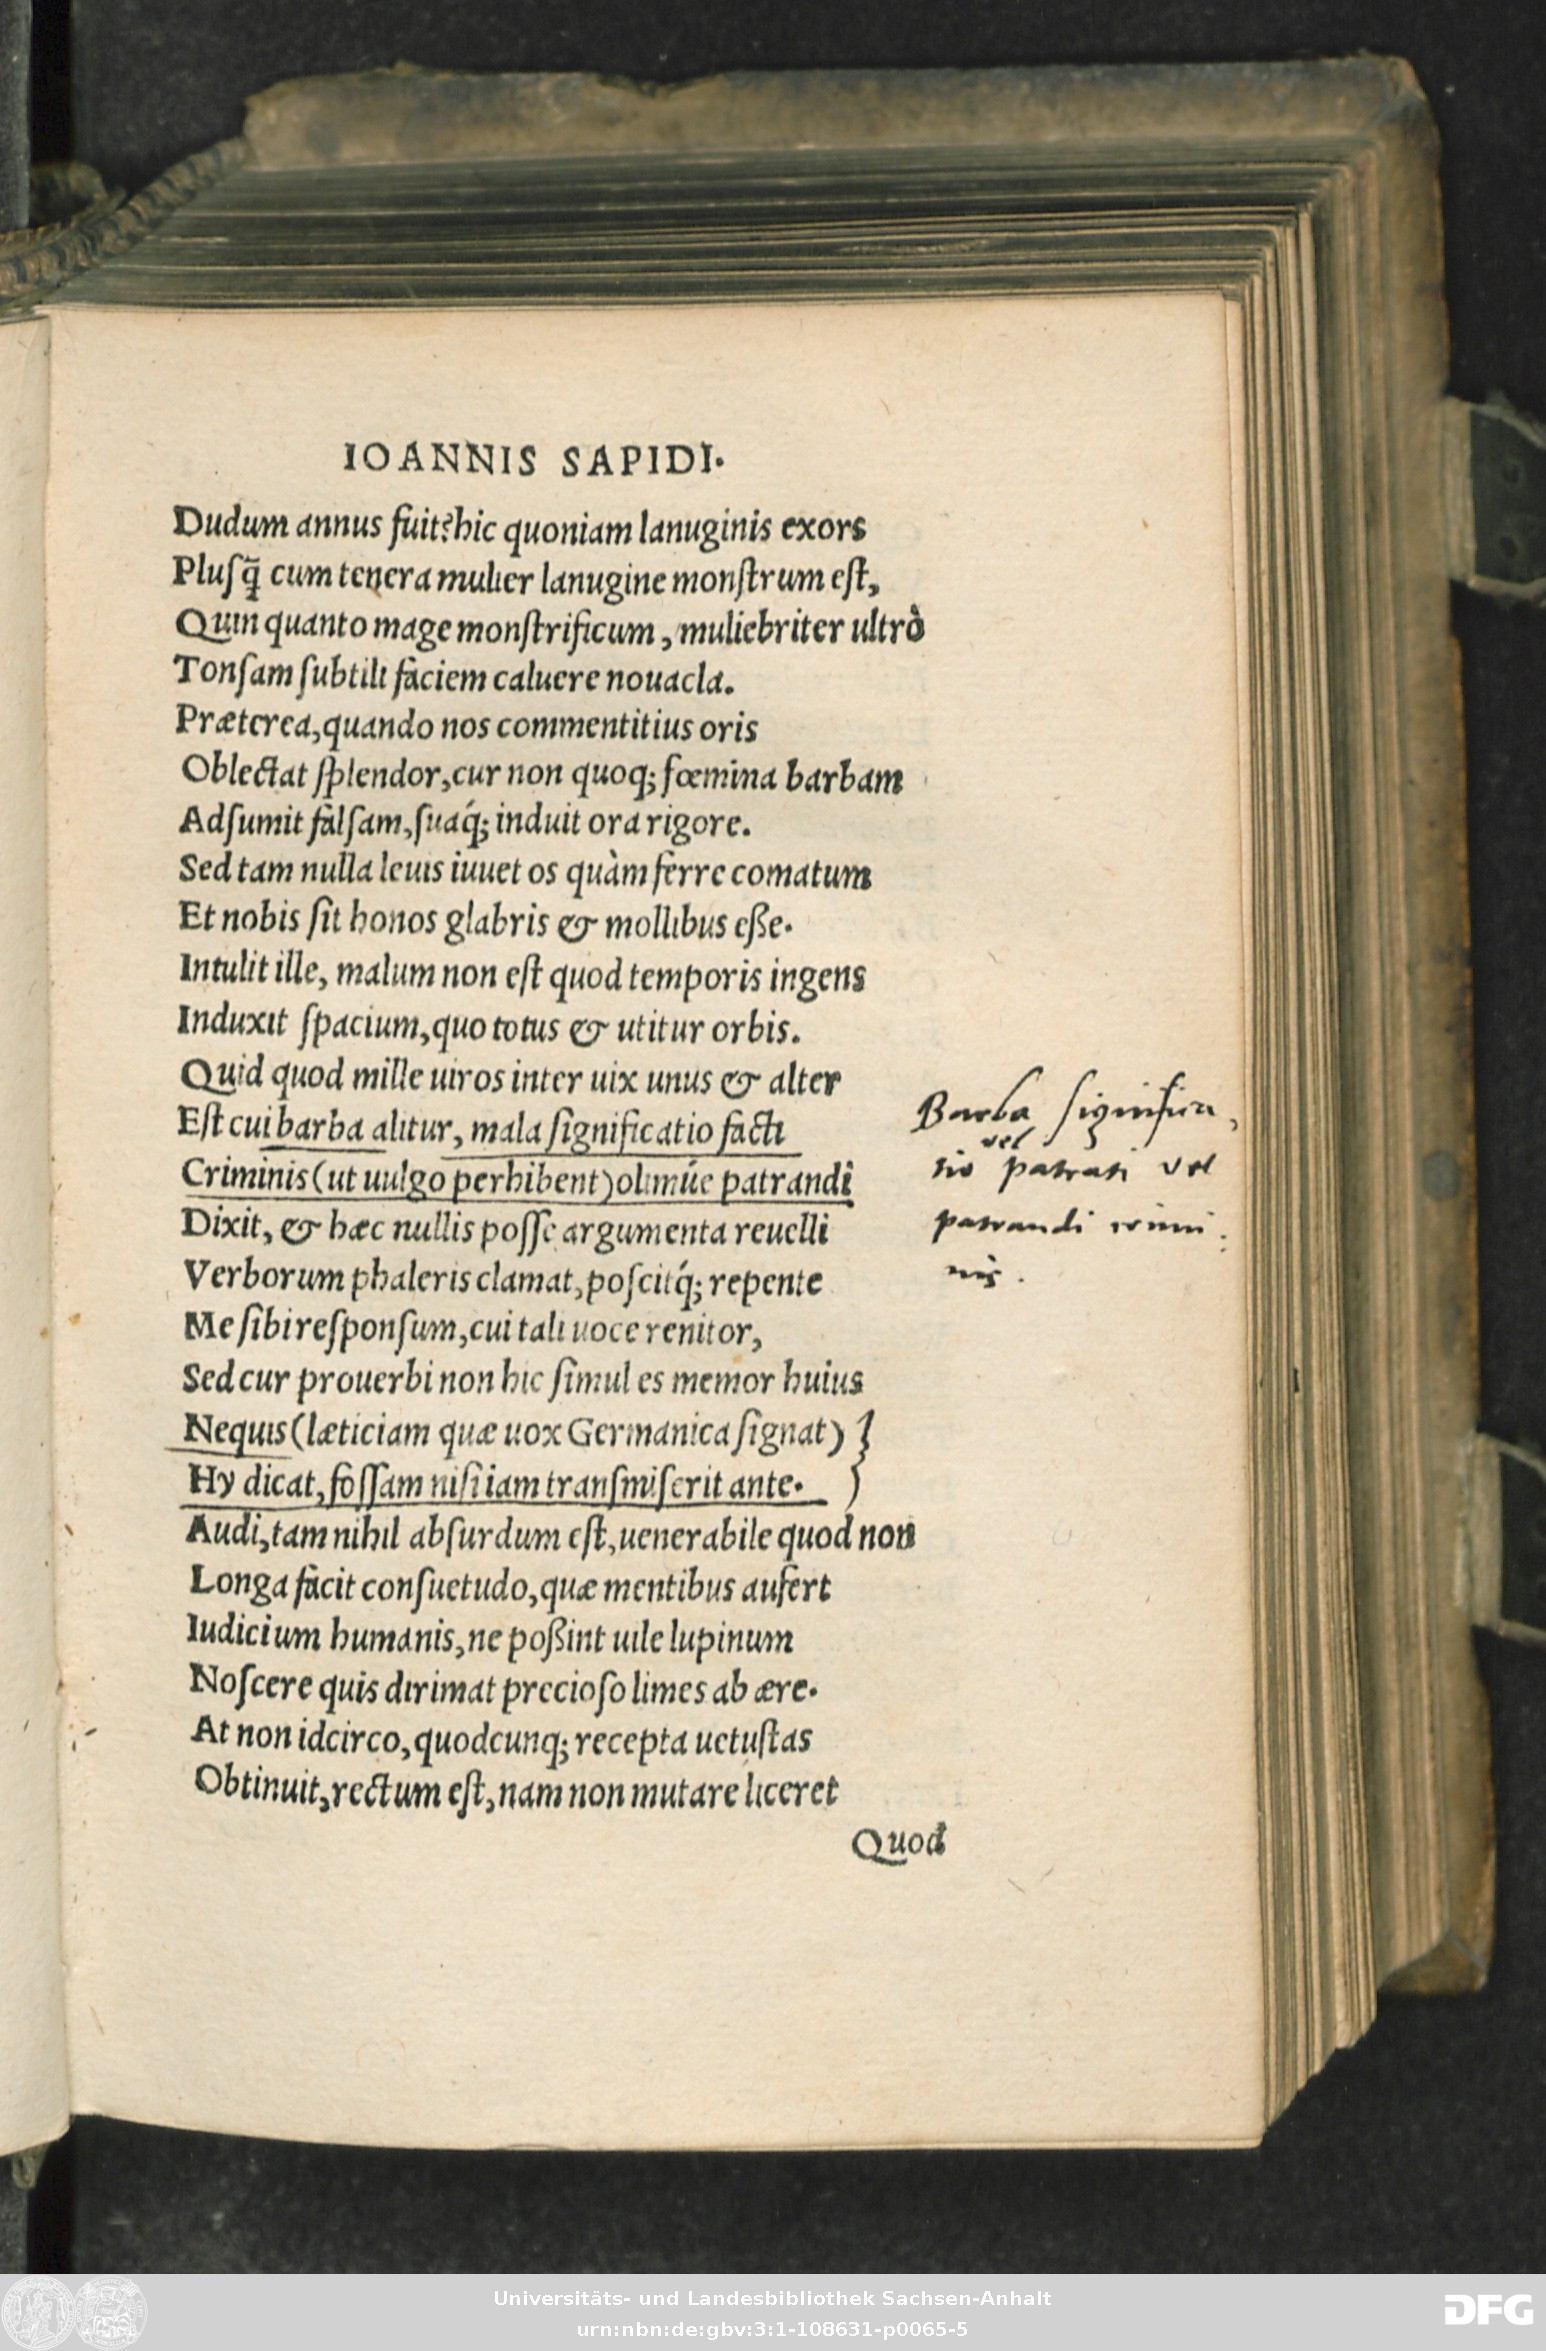 IOANNIS SAPIDI.
Dudum annus fuit? hic quoniam lanuginis exors
Plusq̃ cum tenera mulier lanugine monstrum est,
Quin quanto mage monstrificum, muliebriter ultrò
Tonsam subtili faciem caluere nouacla.
Præterea, quando nos commentitius oris
Oblectat splendor, cur non quoq; fœmina barbam
Adsumit falsam, suaq́; induit ora rigore.
Sed tam nulla leuis iuuet os quàm ferre comatum
Et nobis sit honos glabris & mollibus eße.
Intulit ille, malum non est quod temporis ingens
Induxit spacium, quo totus & utitur orbis.
Quid quod mille uiros inter uix unus & alter
Est cui barba alitur, mala significatio facti
Criminis (ut uulgo perhibent) olimúe patrandi
Dixit, & hæc nullis posse argumenta reuelli
Verborum phaleris clamat, poscitq́; repente
Me sibi responsum, cui tali uoce renitor,
Sed cur prouerbi non hic simul es memor huius
Nequis (læticiam quæ uox Germanica signat)
Hy dicat, fossam nisi iam transmiserit ante.
Audi, tam nihil absurdum est, uenerabile quod non
Longa facit consuetudo, quæ mentibus aufert
Iudicium humanis, ne poßint uile lupinum
Noscere quis dirimat precioso limes ab ære.
At non idcirco, quodcunq; recepta uetustas
Obtinuit, rectum est, nam non mutare liceret
Quod
Barba significa,
vel
tio patrati vel
patrandi crimi:
nis.
Universitäts- und Landesbibliothek Sachsen-Anhalt
urn:nbn:de:gbv:3:1-108631-p0065-5
DFG